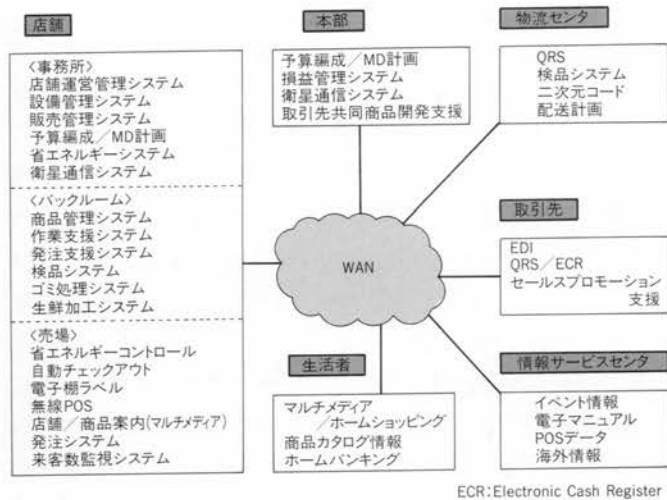 店舗
〈事務所〉
店舗運営管理システム
設備管理システム
販売管理システム
予算編成／MD計画
省エネルギーシステム
衛星通信システム
〈バックルーム〉
商品管理システム
作業支援システム
発注支援システム
検品システム
ゴミ処理システム
生鮮加工システム
〈売場〉
省エネルギーコントロール
自動チェックアウト
電子棚ラベル
無線POS
店舗／商品案内(マルチメディア)
発注システム
来客数監視システム
本部
予算編成／MD計画
損益管理システム
衛星通信システム
取引先共同商品開発支援
物流センタ
QRS
検品システム
二次元コード
配送計画
WAN
取引先
EDI
QRS／ECR
セールスプロモーション
支援
生活者
マルチメディア
／ホームショッピング
商品カタログ情報
ホームバンキング
情報サービスセンタ
イベント情報
電子マニュアル
POSデータ
海外情報
ECR:Electronic Cash Register